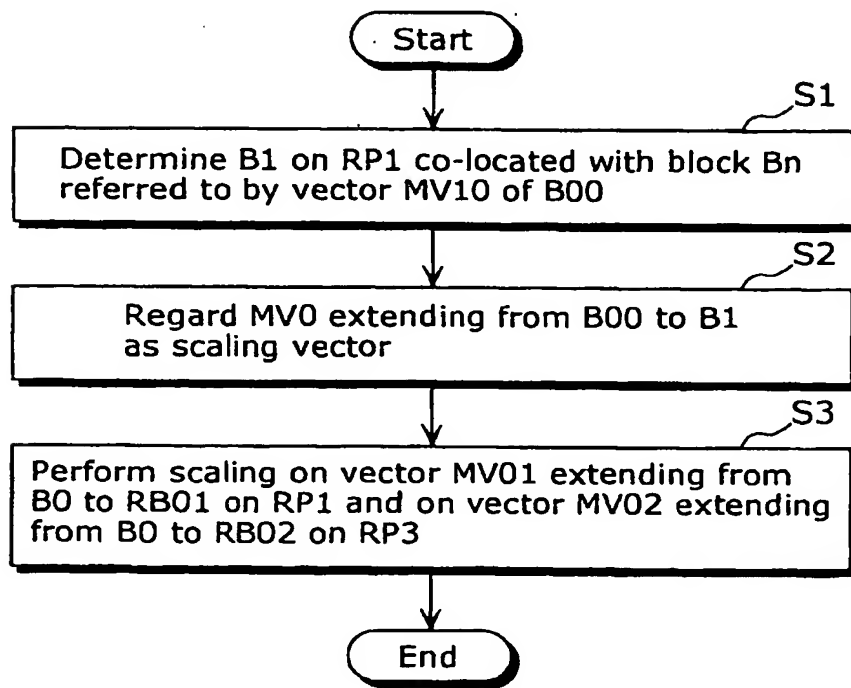 Start
S1
Determine B1 on RP1 co-located with block Bn
referred to by vector MV10 of B00
S2
Regard MV0 extending from B00 to B1
as scaling vector
S3
Perform scaling on vector MV01 extending from
B0 to RB01 on RP1 and on vector MV02 extending
from B0 to RB02 on RP3
End